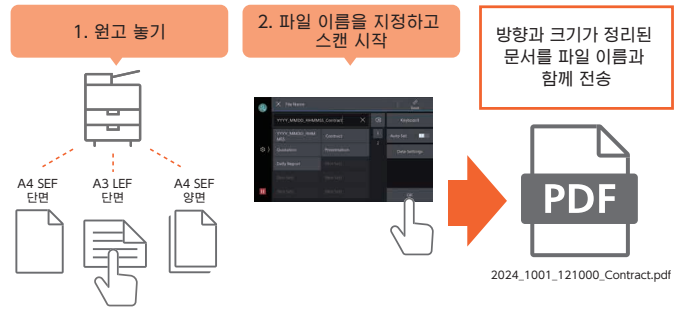 1. 원고 놓기
A4 SEF
단면
A3 LEF
단면
A4 SEF
양면
2. 파일 이름을 지정하고
스캔 시작
File Name
YYYY_MMDD_HHMMSS_Contract
Keyboard
YYYY_MMDD_HHM
MSS
Contract
Auto Set
Quotation
Presentation
Date Settings
Daily Report
OK
방향과 크기가 정리된
문서를 파일 이름과
함께 전송
PDF
2024_1001_121000_Contract.pdf